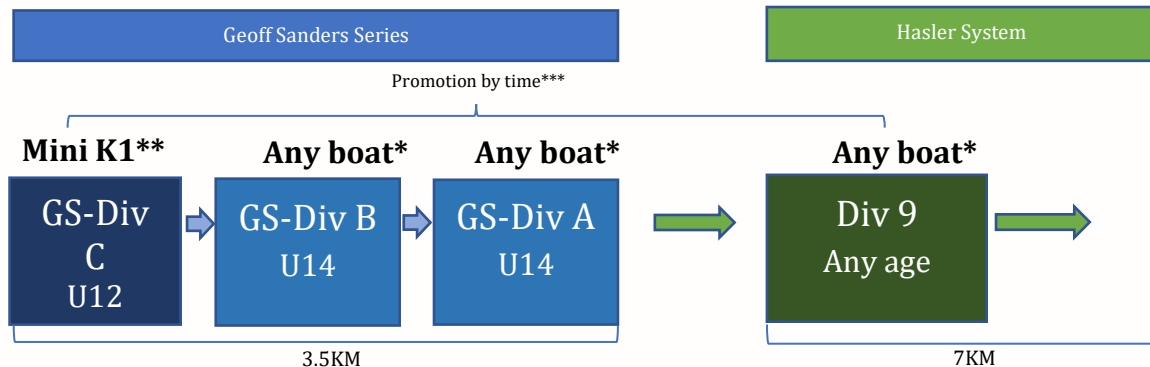 Geoff Sanders Series
Hasler System
Promotion by time***
Mini K1**
Any boat*
Any boat*
Any boat*
GS-Div
C
U12
GS-Div B
U14
GS-Div A
U14
Div 9
Any age
3.5KM
7KM